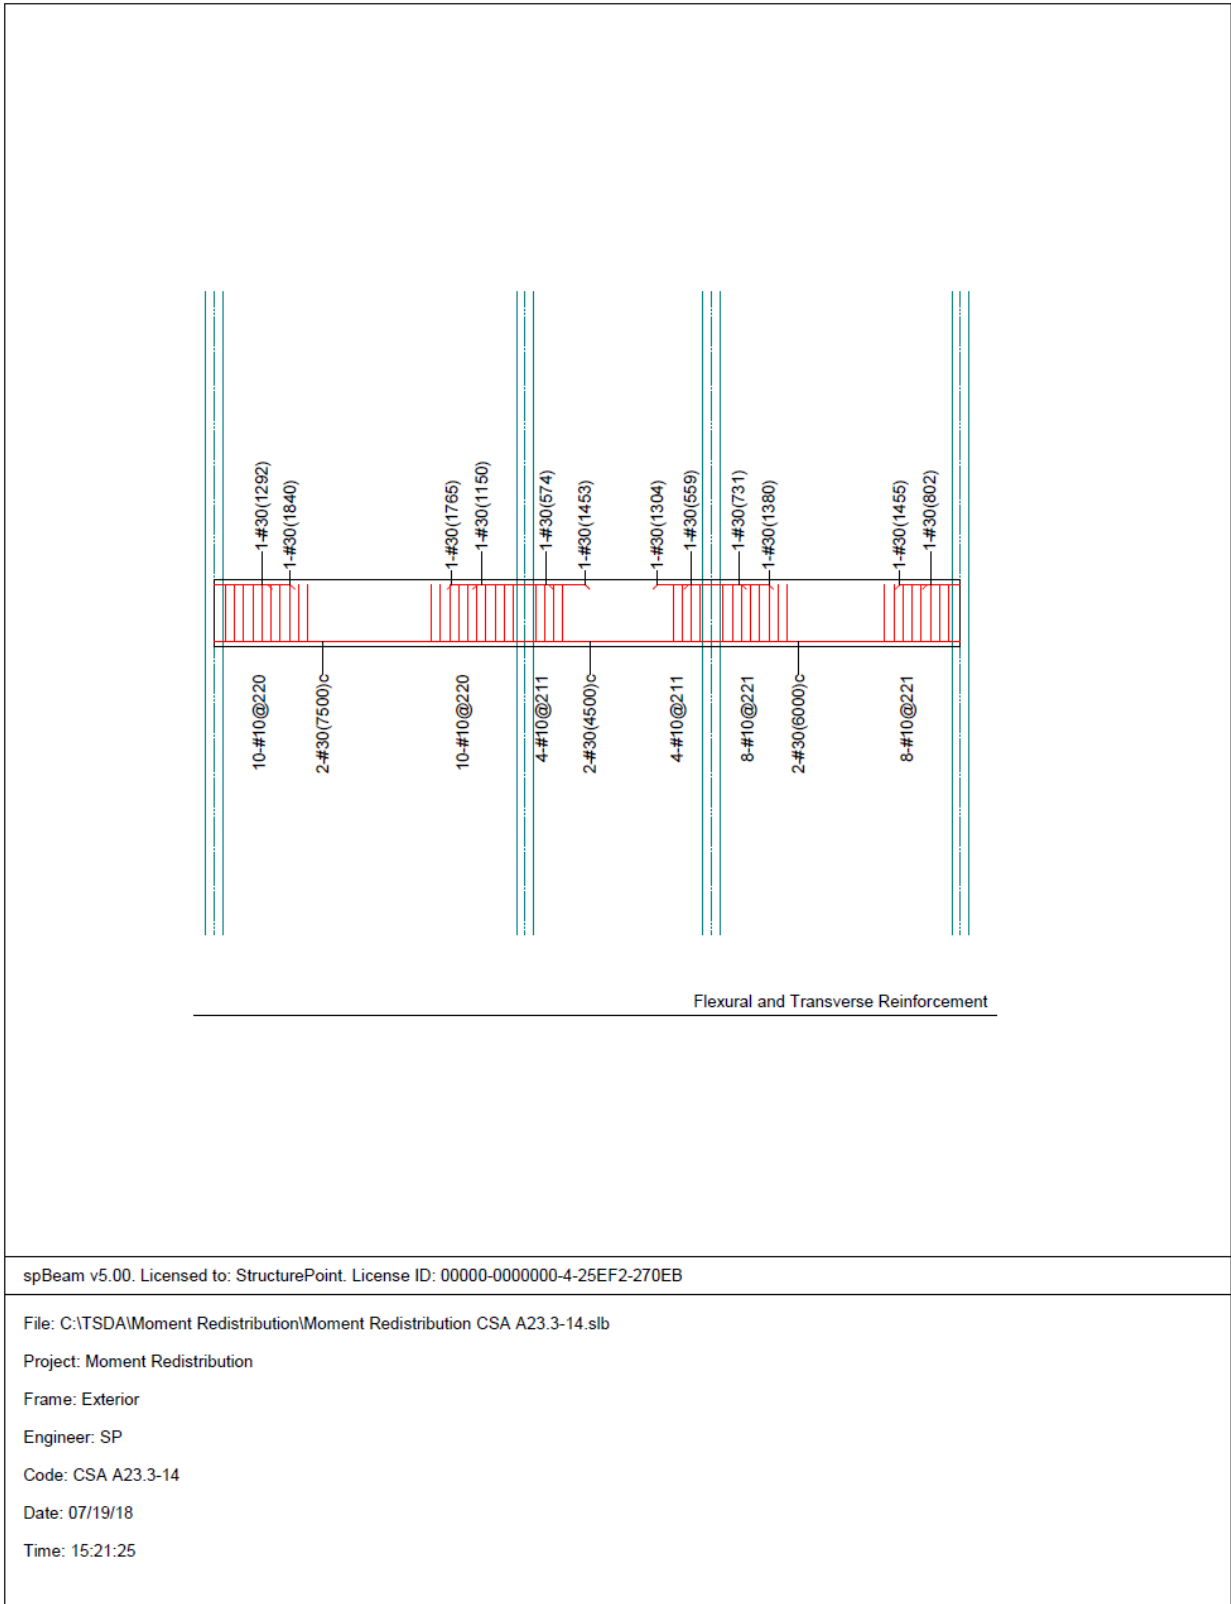 1-#30(1292)
1-#30(1840)
1-#30(1765)
1-#30(1150)
1-#30(574)
1-#30(1453)
1-#30(1304)
1-#30(559)
1-#30(731)
1-#30(1380)
1-#30(1455)
1-#30(802)
10-#10@220
2-#30(7500)c
10-#10@220
4-#10@211
2-#30(4500)c
4-#10@211
8-#10@221
2-#30(6000)c
8-#10@221
Flexural and Transverse Reinforcement
spBeam v5.00. Licensed to: StructurePoint. License ID: 00000-0000000-4-25EF2-270EB
File: C:\TSDA\Moment Redistribution\Moment Redistribution CSA A23.3-14.slb
Project: Moment Redistribution
Frame: Exterior
Engineer: SP
Code: CSA A23.3-14
Date: 07/19/18
Time: 15:21:25